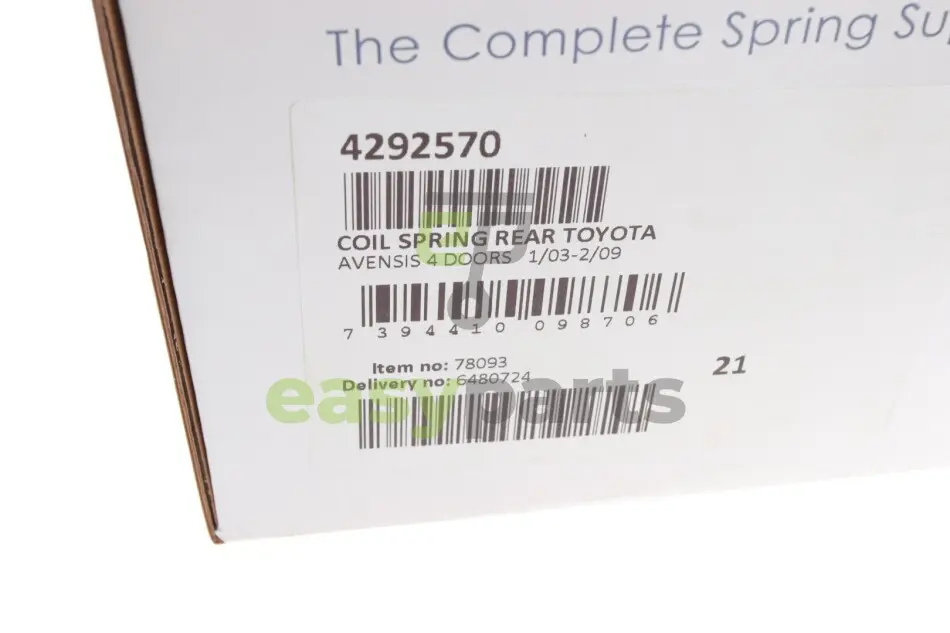 The Complete Spring
4292570
COIL SPRING REAR TOYOTA
AVENSIS 4 DOORS 1/03-2/09
7 394410 098706
Item no: 78093
21
Delivery no: 6480724
easyparts